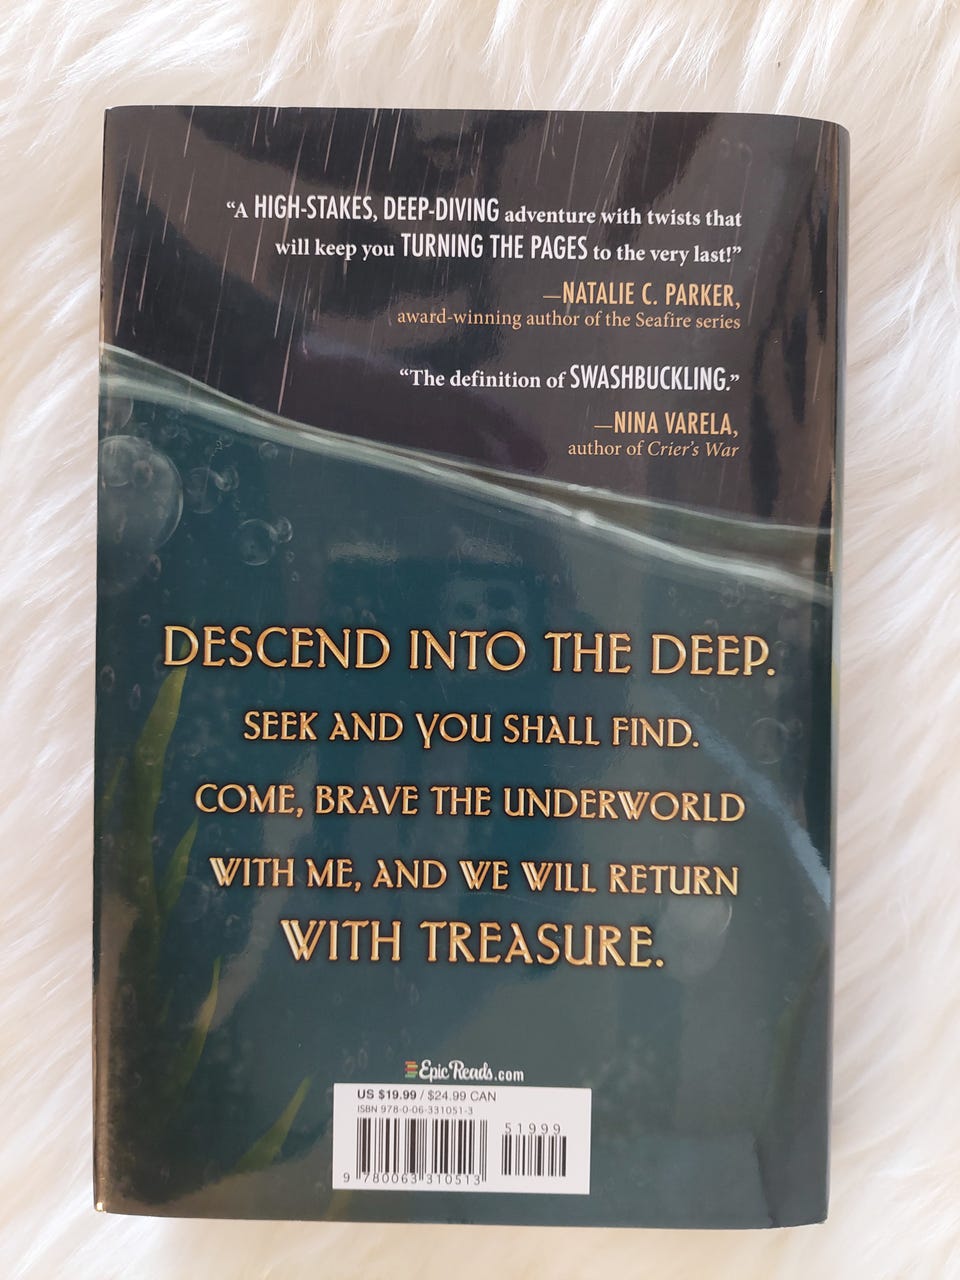 “A HIGH-STAKES, DEEP-DIVING adventure with twists that
will keep you TURNING THE PAGES to the very last!”
—NATALIE C. PARKER,
award-winning author of the Seafire series
“The definition of SWASHBUCKLING.”
—NINA VARELA,
author of Crier’s War
DESCEND INTO THE DEEP.
SEEK AND YOU SHALL FIND.
COME, BRAVE THE UNDERWORLD
WITH ME, AND WE WILL RETURN
WITH TREASURE.
EpicReads.com
US $19.99 / $24.99 CAN
ISBN 978-0-06-331051-3
51999
9 780063 310513